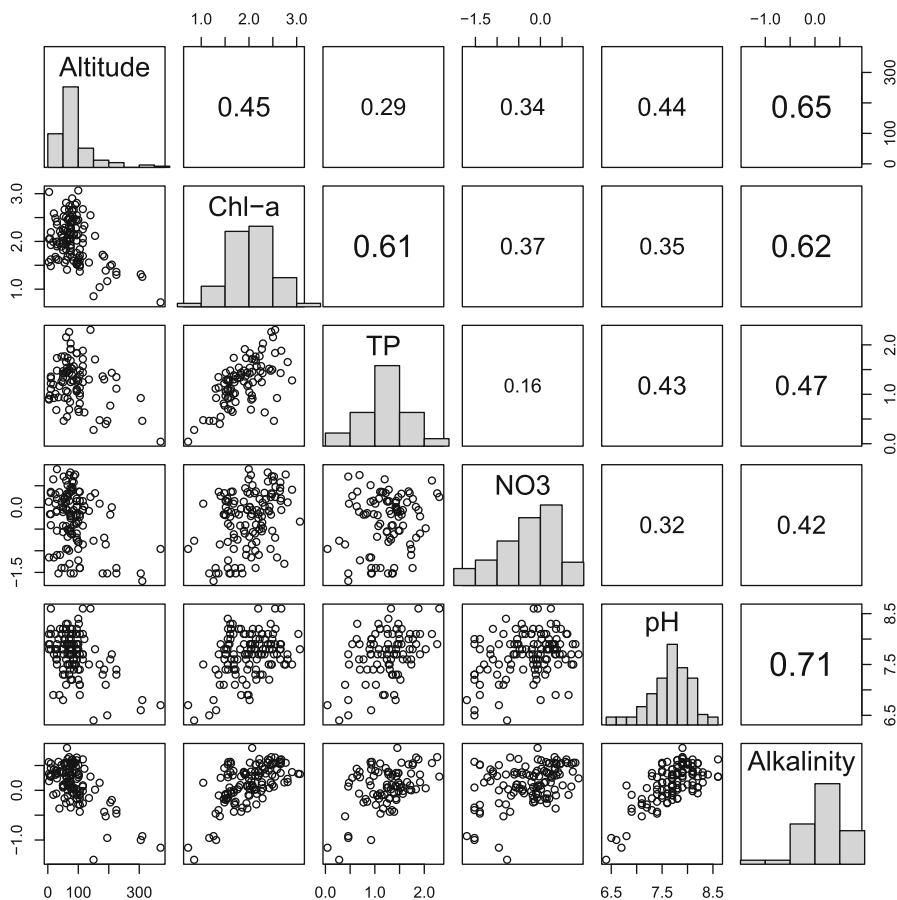 1.0 2.0 3.0 −1.5 0.0 −1.0 0.0
Altitude 0.45 0.29 0.34 0.44 0.65
0 100 300
1.0 2.0 3.0
Chl−a 0.61 0.37 0.35 0.62
TP 0.16 0.43 0.47
0.0 1.0 2.0
−1.5 0.0
NO3 0.32 0.42
pH 0.71
6.5 7.5 8.5
−1.0 0.0
Alkalinity
0 100 300 0.0 1.0 2.0 6.5 7.5 8.5